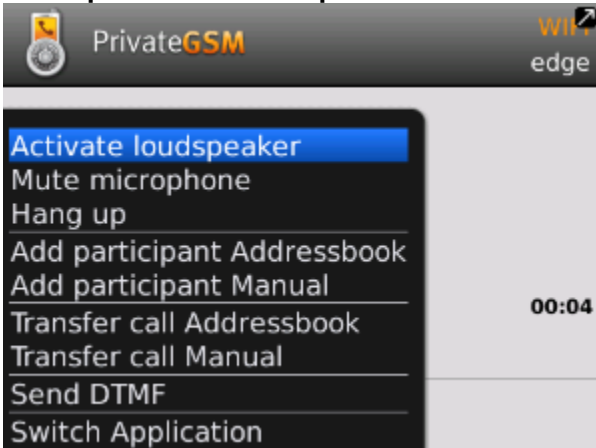 PrivateGSM
WIFI
edge
Activate loudspeaker
Mute microphone
Hang up
Add participant Addressbook
Add participant Manual
00:04
Transfer call Addressbook
Transfer call Manual
Send DTMF
Switch Application